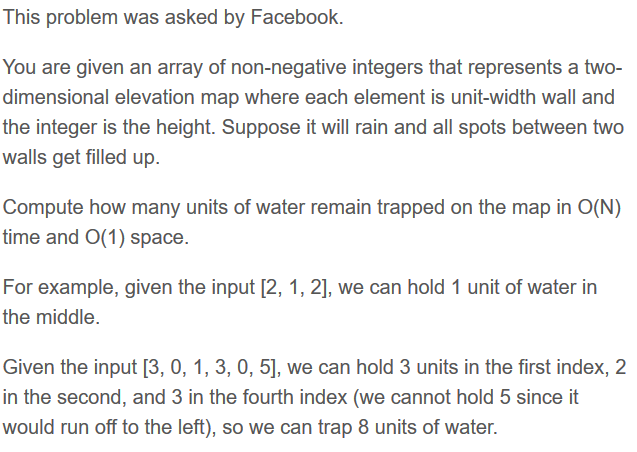 This problem was asked by Facebook.
You are given an array of non-negative integers that represents a two-
dimensional elevation map where each element is unit-width wall and
the integer is the height. Suppose it will rain and all spots between two
walls get filled up.
Compute how many units of water remain trapped on the map in O(N)
time and O(1) space.
For example, given the input [2, 1, 2], we can hold 1 unit of water in
the middle.
Given the input [3, 0, 1, 3, 0, 5], we can hold 3 units in the first index, 2
in the second, and 3 in the fourth index (we cannot hold 5 since it
would run off to the left), so we can trap 8 units of water.